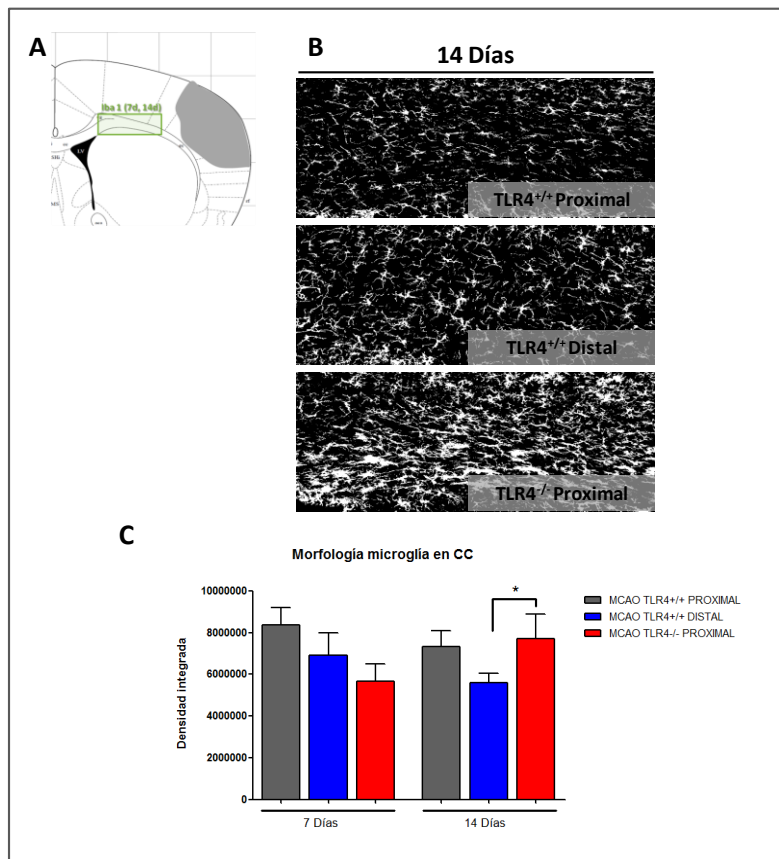 A
Iba 1 (7d, 14d)
LV
B
14 Días
TLR4+/+ Proximal
TLR4+/+ Distal
TLR4-/- Proximal
C
Morfología microglía en CC
Densidad integrada
10000000
8000000
6000000
4000000
2000000
0
*
MCAO TLR4+/+ PROXIMAL
MCAO TLR4+/+ DISTAL
MCAO TLR4-/- PROXIMAL
7 Días
14 Días